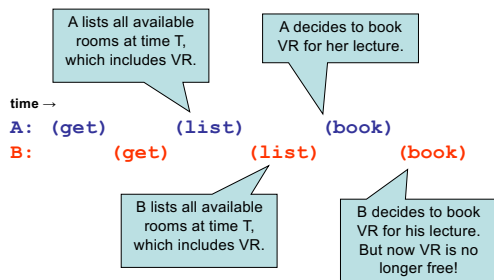 A lists all available
rooms at time T,
which includes VR.
A decides to book
VR for her lecture.
time →
A: (get) (list) (book)
B: (get) (list) (book)
B lists all available
rooms at time T,
which includes VR.
B decides to book
VR for his lecture.
But now VR is no
longer free!